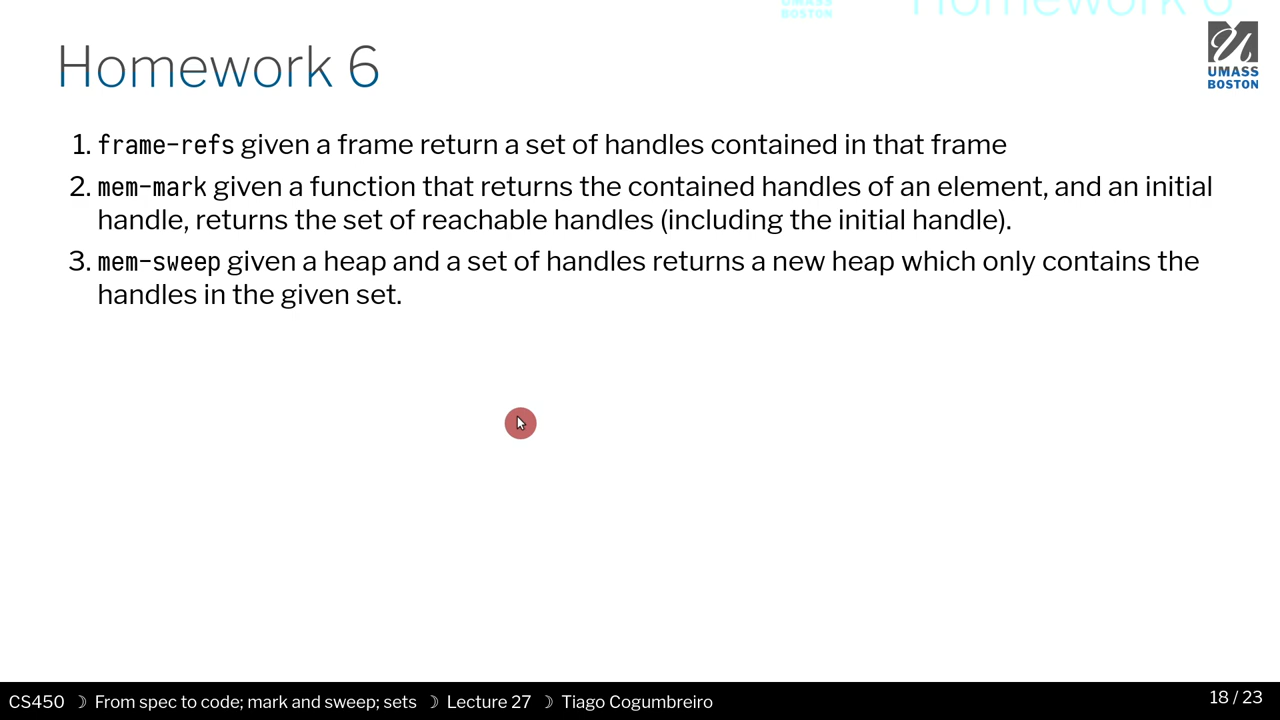 BOSTON
Homework 6
Homework 6
UMASS
BOSTON
1. frame-refs given a frame return a set of handles contained in that frame
2. mem-mark given a function that returns the contained handles of an element, and an initial
handle, returns the set of reachable handles (including the initial handle).
3. mem-sweep given a heap and a set of handles returns a new heap which only contains the
handles in the given set.
CS450 ☽ From spec to code; mark and sweep; sets ☽ Lecture 27 ☽ Tiago Cogumbreiro
18 / 23